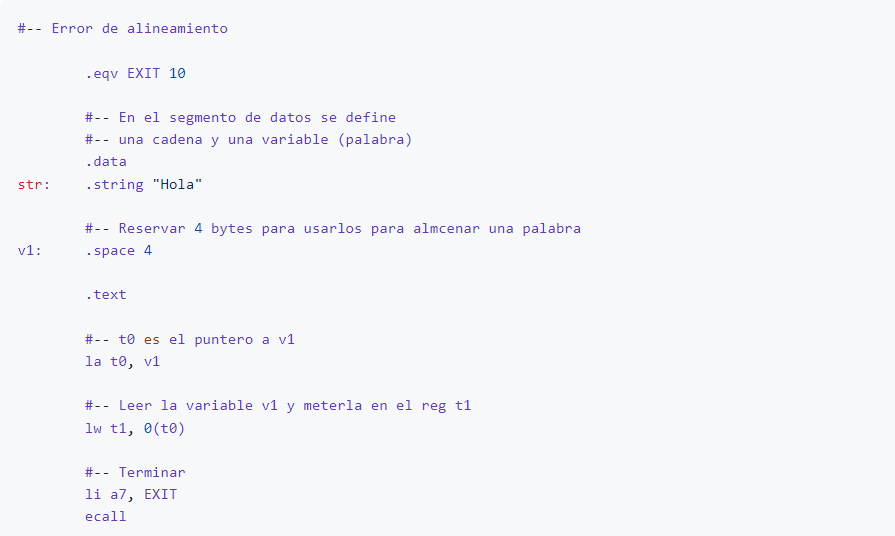 #-- Error de alineamiento
.eqv EXIT 10
#-- En el segmento de datos se define
#-- una cadena y una variable (palabra)
.data
str: .string "Hola"
#-- Reservar 4 bytes para usarlos para almcenar una palabra
v1: .space 4
.text
#-- t0 es el puntero a v1
la t0, v1
#-- Leer la variable v1 y meterla en el reg t1
lw t1, 0(t0)
#-- Terminar
li a7, EXIT
ecall